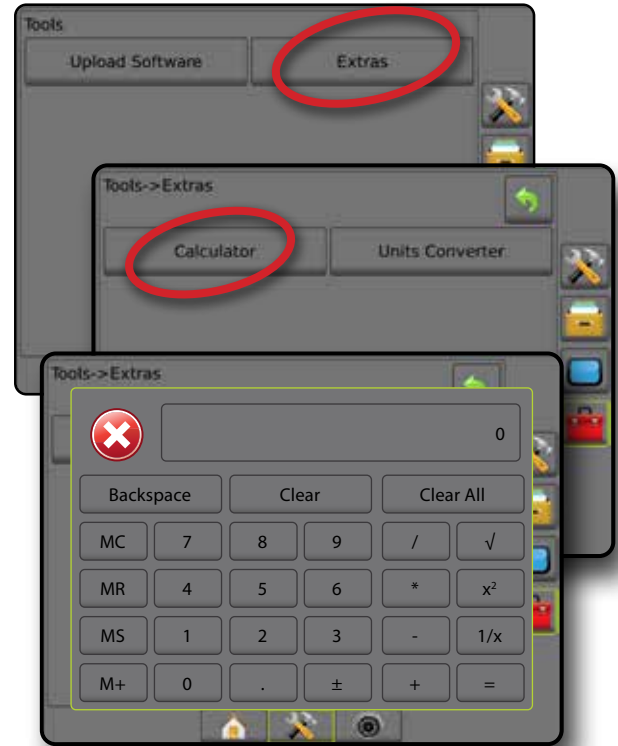 Tools
Upload Software Extras
Tools->Extras
Calculator Units Converter
Tools->Extras
0
Backspace Clear Clear All
MC 7 8 9 / √
MR 4 5 6 * x²
MS 1 2 3 - 1/x
M+ 0 . ± + =